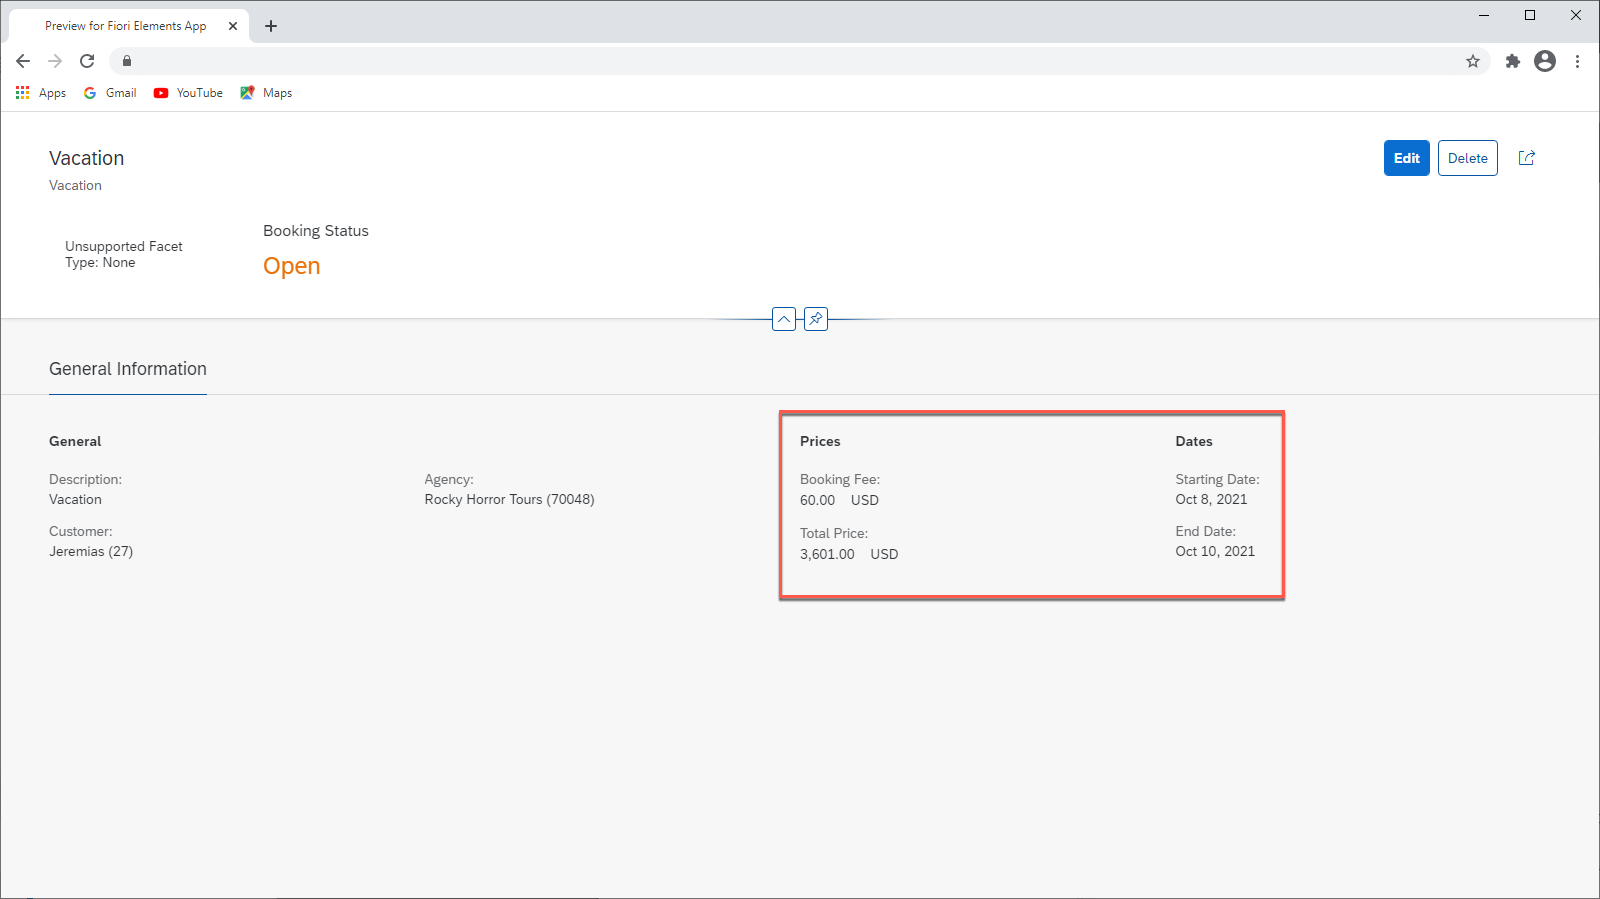 Preview for Fiori Elements App
Apps Gmail YouTube Maps
Vacation
Edit Delete
Vacation
Booking Status
Unsupported Facet
Type: None
Open
General Information
General
Description:
Vacation
Customer:
Jeremias (27)
Agency:
Rocky Horror Tours (70048)
Prices
Booking Fee:
60.00 USD
Total Price:
3,601.00 USD
Dates
Starting Date:
Oct 8, 2021
End Date:
Oct 10, 2021